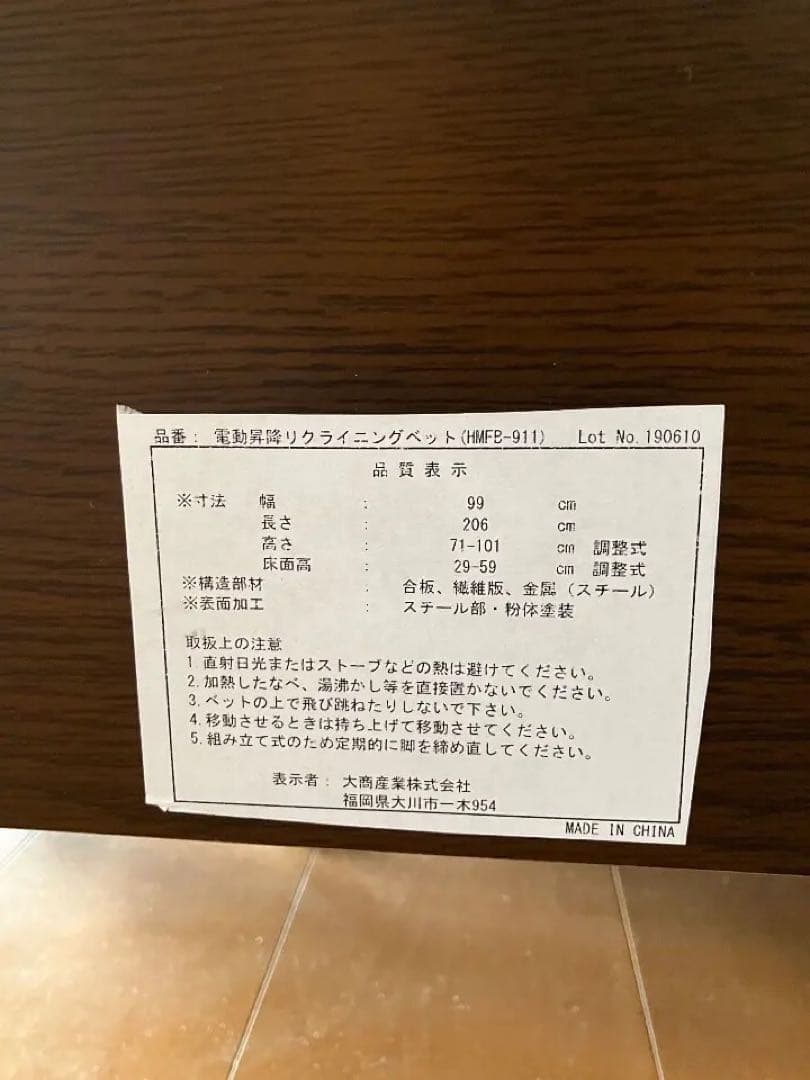 品番： 電動昇降リクライニングベット(HMFB-911) Lot No.190610
品質表示
※寸法 幅 : 99 cm
長さ : 206 cm
高さ : 71-101 cm 調整式
床面高 : 29-59 cm 調整式
※構造部材 : 合板、繊維版、金属（スチール）
※表面加工 : スチール部・粉体塗装
取扱上の注意
1.直射日光またはストーブなどの熱は避けてください。
2.加熱したなべ、湯沸かし等を直接置かないでください。
3.ベットの上で飛び跳ねたりしないで下さい。
4.移動させるときは持ち上げて移動させてください。
5.組み立て式のため定期的に脚を締め直してください。
表示者： 大商産業株式会社
福岡県大川市一木954
MADE IN CHINA